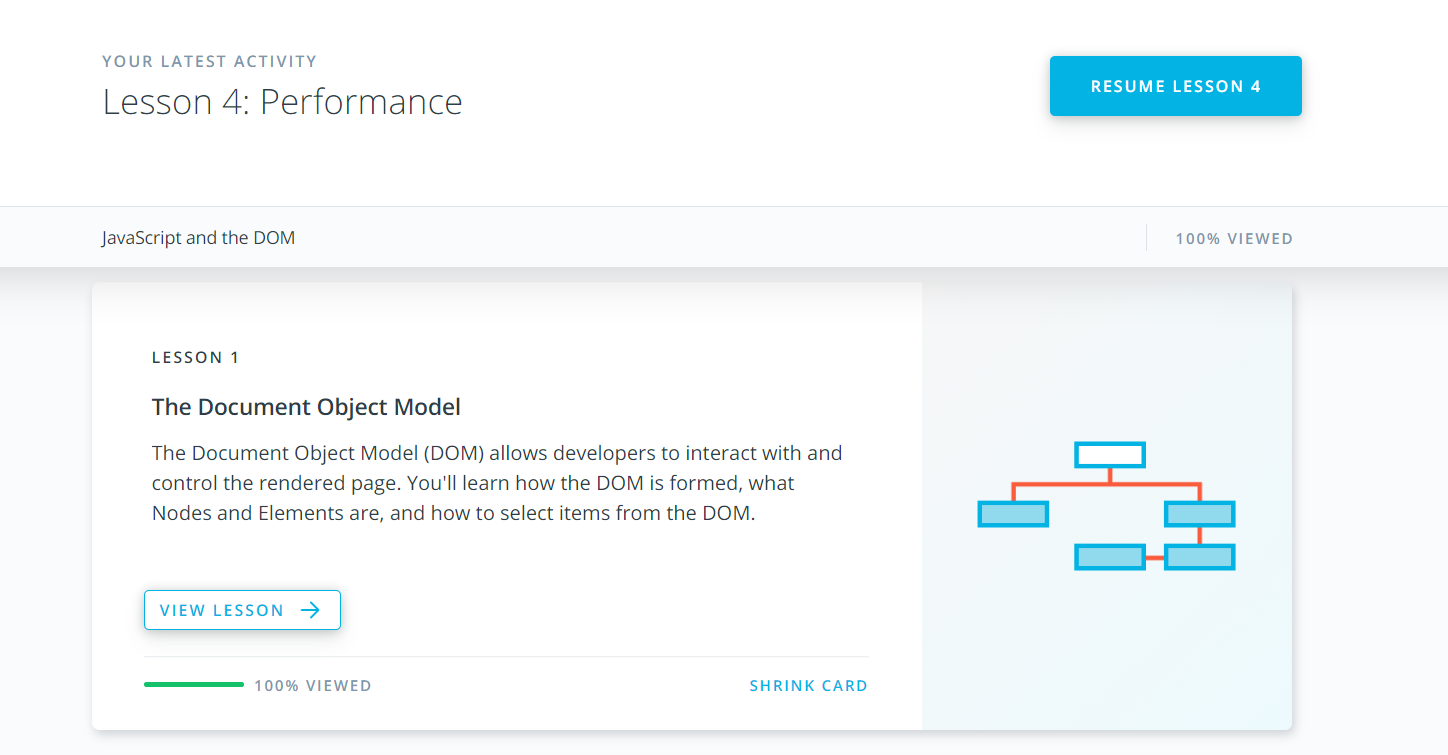 YOUR LATEST ACTIVITY
Lesson 4: Performance
RESUME LESSON 4
JavaScript and the DOM
100% VIEWED
LESSON 1
The Document Object Model
The Document Object Model (DOM) allows developers to interact with and
control the rendered page. You'll learn how the DOM is formed, what
Nodes and Elements are, and how to select items from the DOM.
VIEW LESSON
100% VIEWED
SHRINK CARD